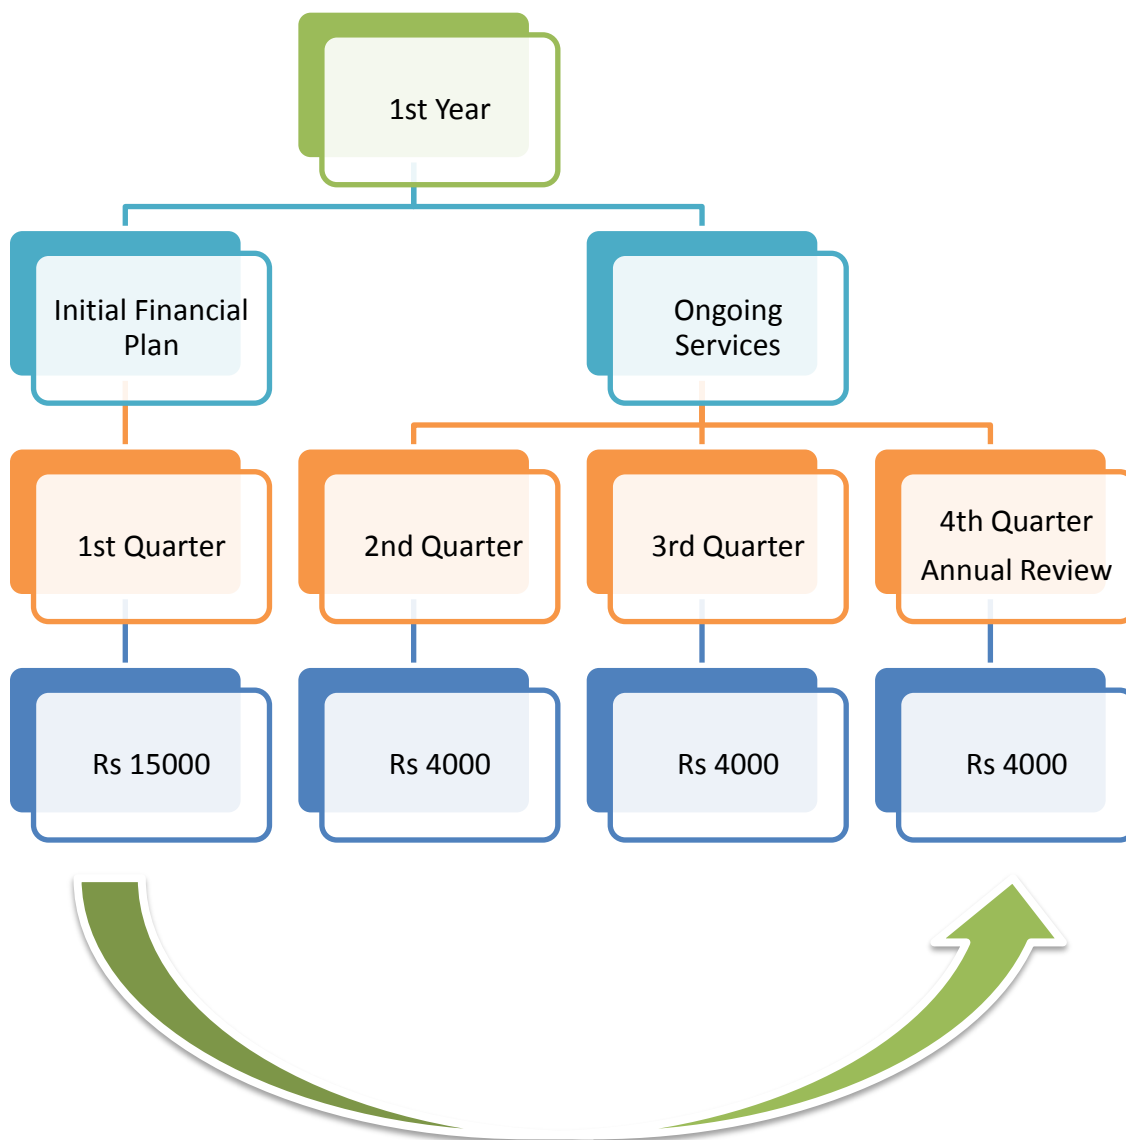 1st Year
Initial Financial
Plan
Ongoing
Services
1st Quarter
2nd Quarter
3rd Quarter
4th Quarter
Annual Review
Rs 15000
Rs 4000
Rs 4000
Rs 4000